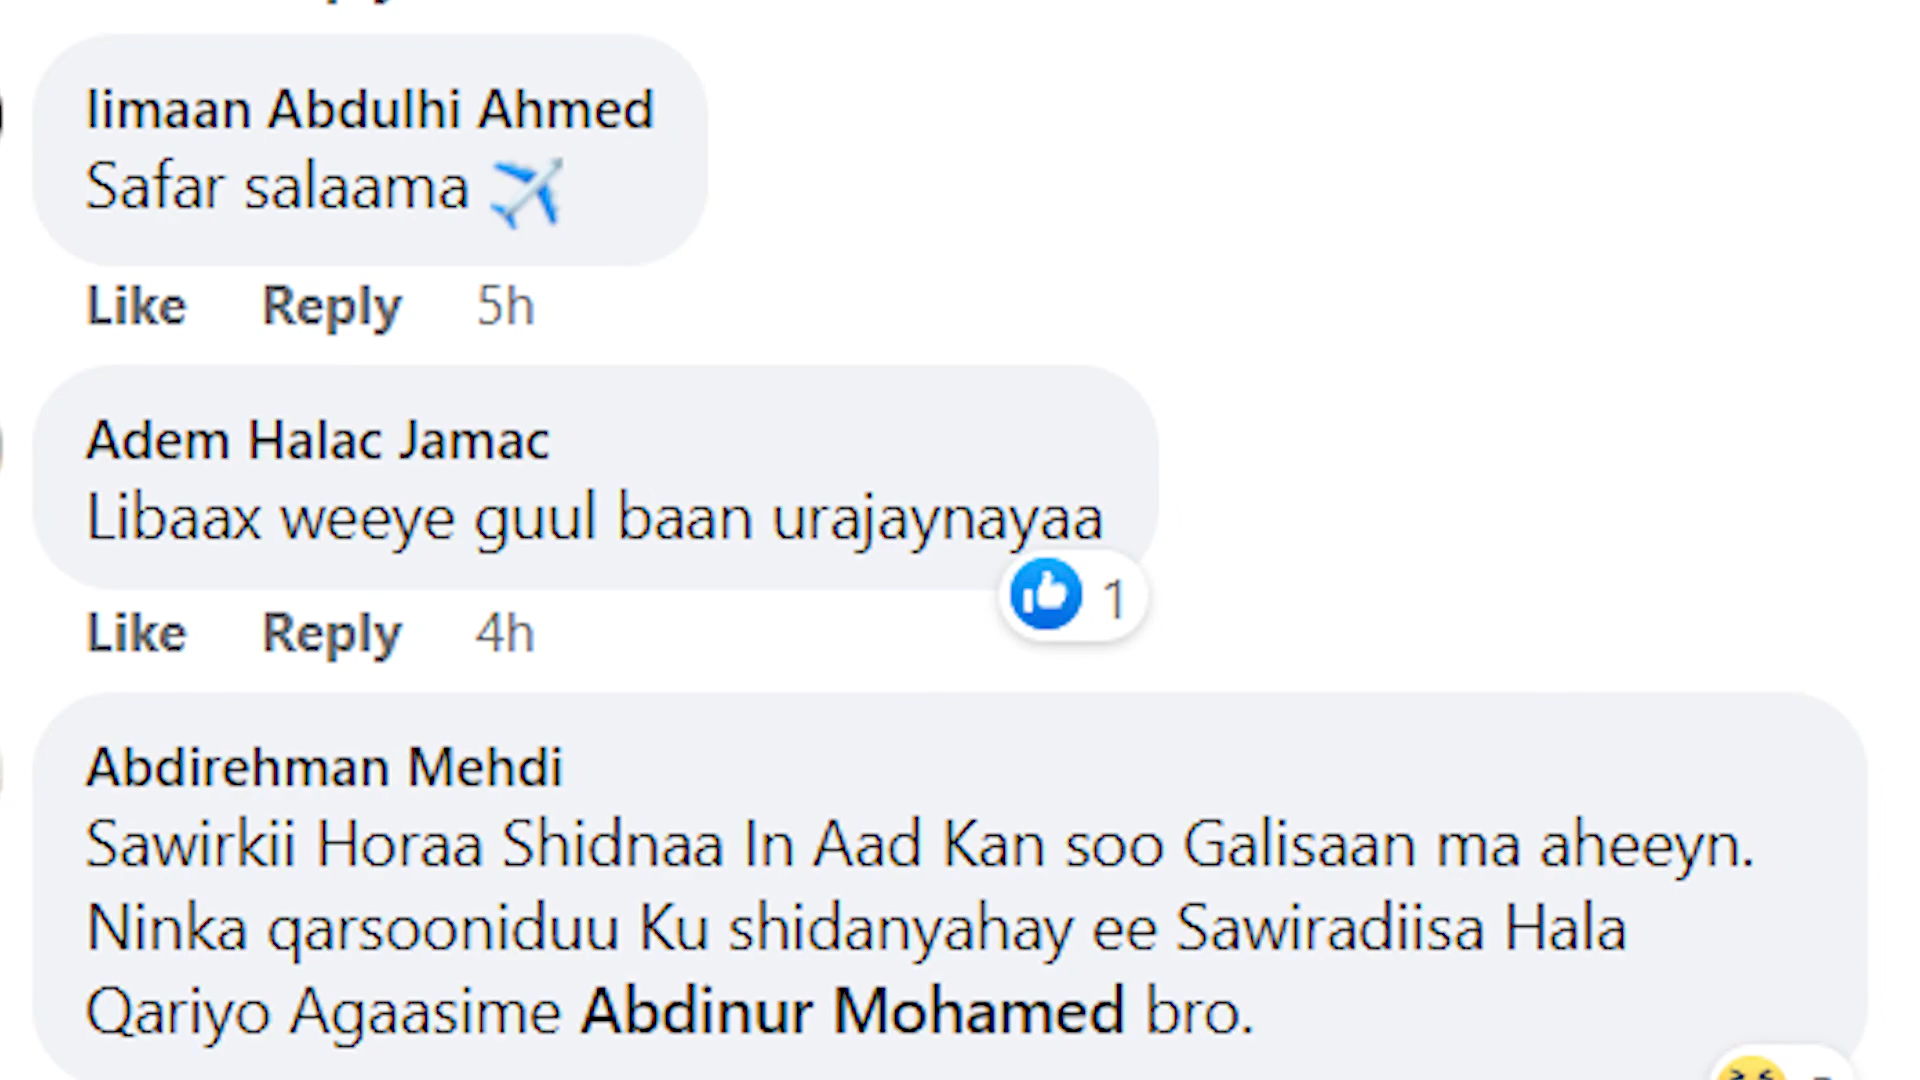 Iimaan Abdulhi Ahmed
Safar salaama ✈️
Like Reply 5h
Adem Halac Jamac
Libaax weeye guul baan urajaynayaa
1
Like Reply 4h
Abdirehman Mehdi
Sawirkii Horaa Shidnaa In Aad Kan soo Galisaan ma aheeyn.
Ninka qarsooniduu Ku shidanyahay ee Sawiradiisa Hala
Qariyo Agaasime Abdinur Mohamed bro.